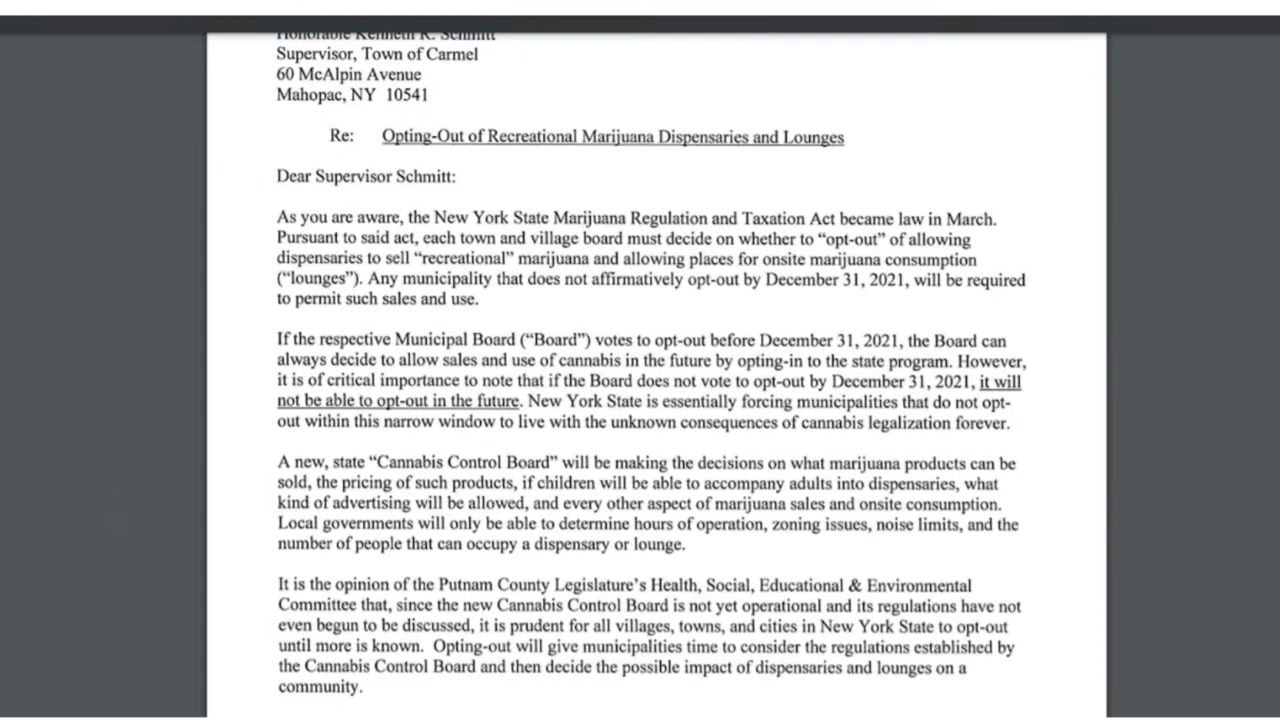 Honorable Kenneth R. Schmitt
Supervisor, Town of Carmel
60 McAlpin Avenue
Mahopac, NY 10541
Re: Opting-Out of Recreational Marijuana Dispensaries and Lounges
Dear Supervisor Schmitt:
As you are aware, the New York State Marijuana Regulation and Taxation Act became law in March.
Pursuant to said act, each town and village board must decide on whether to “opt-out” of allowing
dispensaries to sell “recreational” marijuana and allowing places for onsite marijuana consumption
(“lounges”). Any municipality that does not affirmatively opt-out by December 31, 2021, will be required
to permit such sales and use.
If the respective Municipal Board (“Board”) votes to opt-out before December 31, 2021, the Board can
always decide to allow sales and use of cannabis in the future by opting-in to the state program. However,
it is of critical importance to note that if the Board does not vote to opt-out by December 31, 2021, it will
not be able to opt-out in the future. New York State is essentially forcing municipalities that do not opt-
out within this narrow window to live with the unknown consequences of cannabis legalization forever.
A new, state “Cannabis Control Board” will be making the decisions on what marijuana products can be
sold, the pricing of such products, if children will be able to accompany adults into dispensaries, what
kind of advertising will be allowed, and every other aspect of marijuana sales and onsite consumption.
Local governments will only be able to determine hours of operation, zoning issues, noise limits, and the
number of people that can occupy a dispensary or lounge.
It is the opinion of the Putnam County Legislature’s Health, Social, Educational & Environmental
Committee that, since the new Cannabis Control Board is not yet operational and its regulations have not
even begun to be discussed, it is prudent for all villages, towns, and cities in New York State to opt-out
until more is known. Opting-out will give municipalities time to consider the regulations established by
the Cannabis Control Board and then decide the possible impact of dispensaries and lounges on a
community.